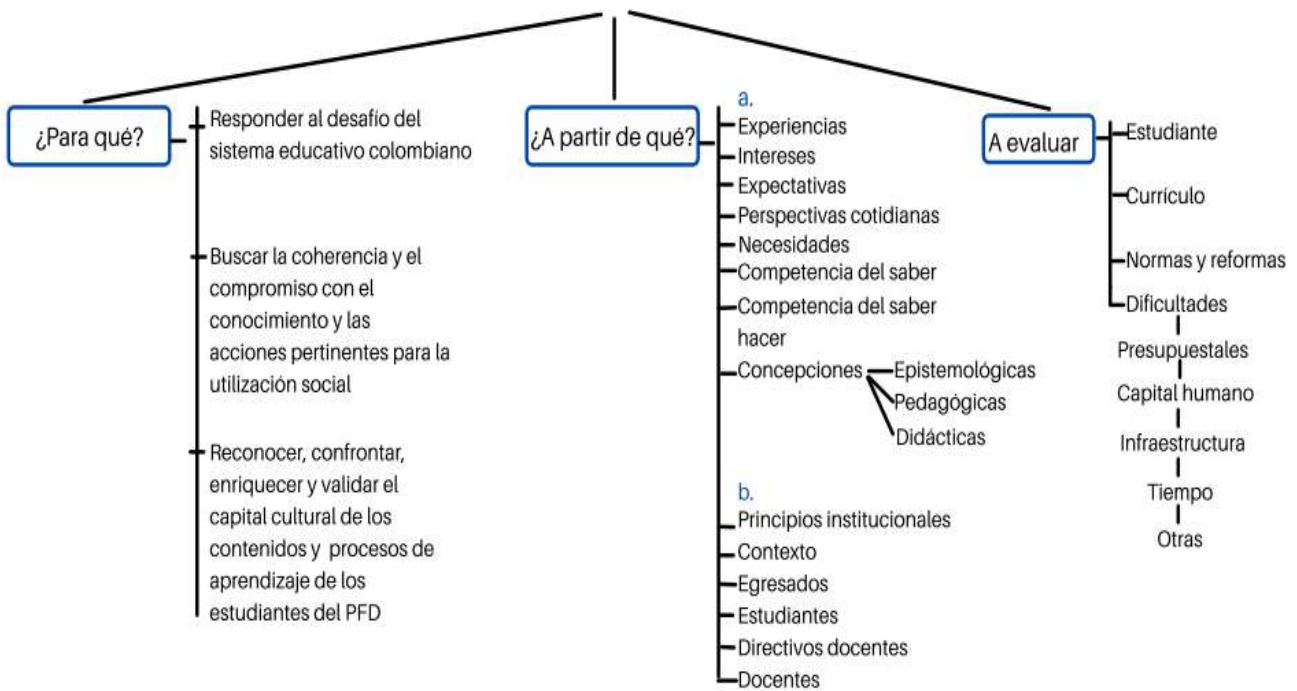 ¿Para qué?
Responder al desafío del
sistema educativo colombiano
Buscar la coherencia y el
compromiso con el
conocimiento y las
acciones pertinentes para la
utilización social
Reconocer, confrontar,
enriquecer y validar el
capital cultural de los
contenidos y procesos de
aprendizaje de los
estudiantes del PFD
¿A partir de qué?
a.
Experiencias
Intereses
Expectativas
Perspectivas cotidianas
Necesidades
Competencia del saber
Competencia del saber
hacer
Concepciones
Epistemológicas
Pedagógicas
Didácticas
b.
Principios institucionales
Contexto
Egresados
Estudiantes
Directivos docentes
Docentes
A evaluar
Estudiante
Currículo
Normas y reformas
Dificultades
Presupuestales
Capital humano
Infraestructura
Tiempo
Otras